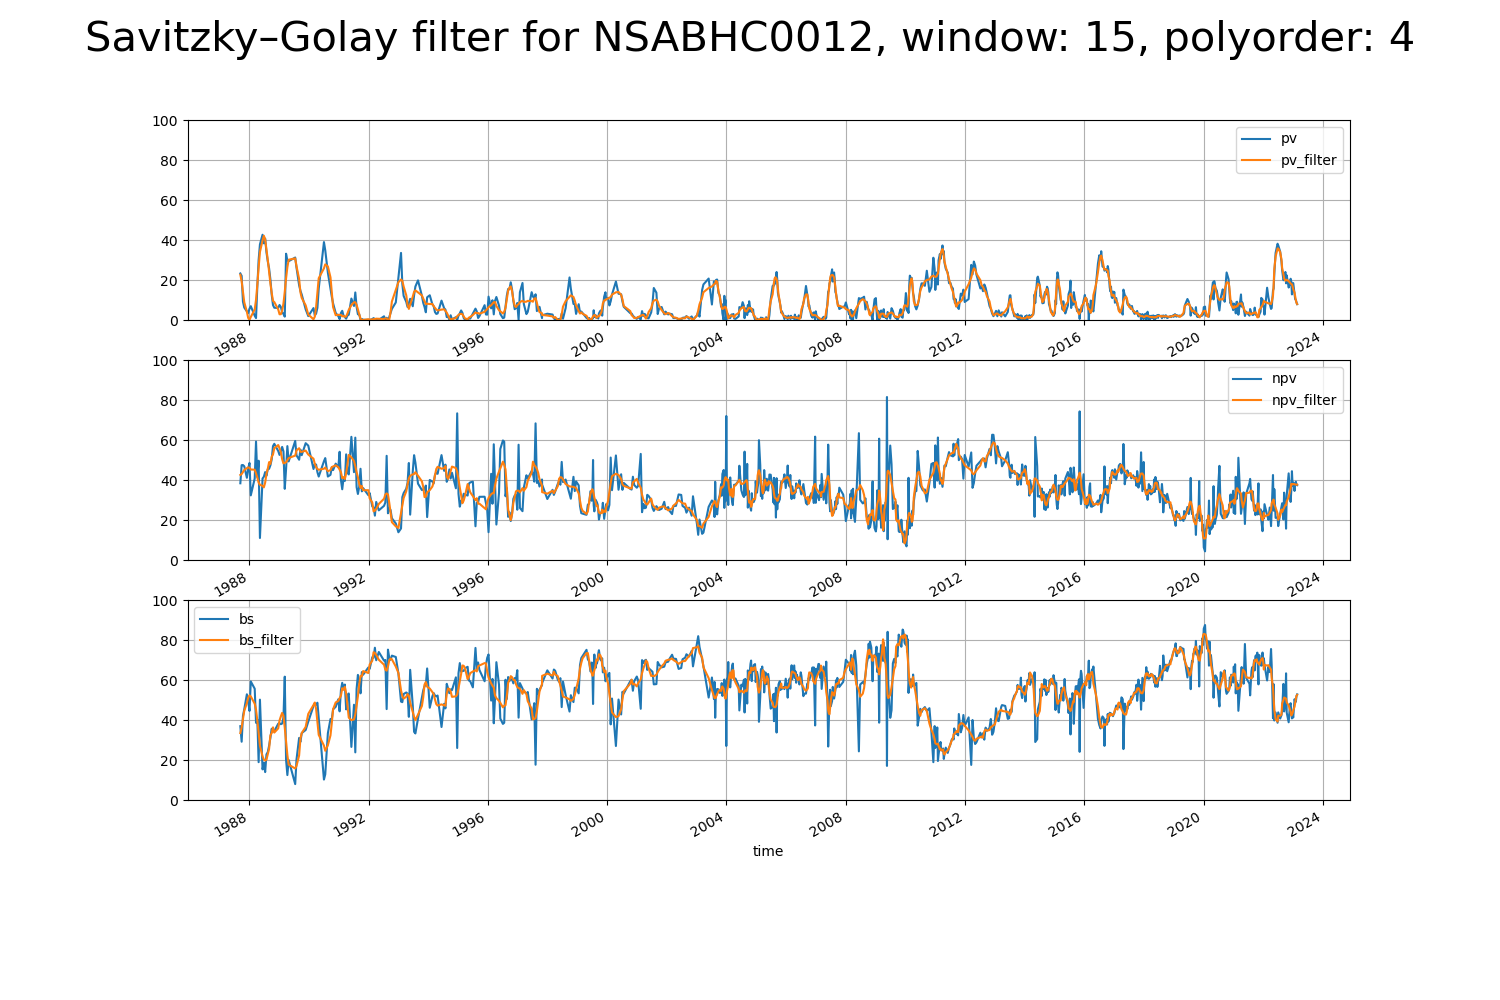 Savitzky–Golay filter for NSABHC0012, window: 15, polyorder: 4
100
80
60
40
20
0
pv
pv_filter
1988 1992 1996 2000 2004 2008 2012 2016 2020 2024
100
80
60
40
20
0
npv
npv_filter
1988 1992 1996 2000 2004 2008 2012 2016 2020 2024
100
80
60
40
20
0
bs
bs_filter
1988 1992 1996 2000 2004 2008 2012 2016 2020 2024
time